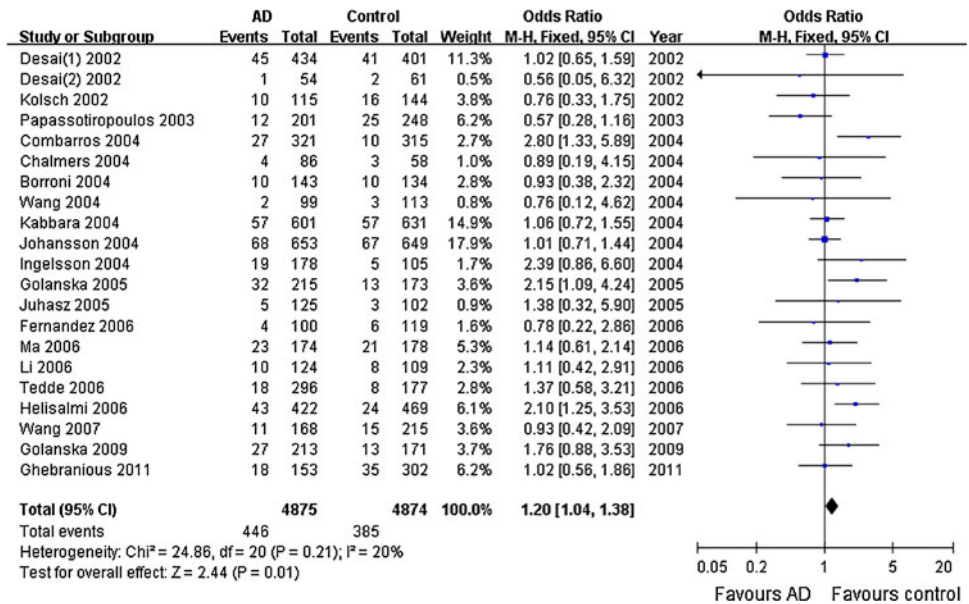 AD Control Odds Ratio Odds Ratio
Study or Subgroup Events Total Events Total Weight M-H, Fixed, 95% CI Year M-H, Fixed, 95% CI
Desai(1) 2002 45 434 41 401 11.3% 1.02 [0.65, 1.59] 2002
Desai(2) 2002 1 54 2 61 0.5% 0.56 [0.05, 6.32] 2002
Kolsch 2002 10 115 16 144 3.8% 0.76 [0.33, 1.75] 2002
Papassotiropoulos 2003 12 201 25 248 6.2% 0.57 [0.28, 1.16] 2003
Combarros 2004 27 321 10 315 2.7% 2.80 [1.33, 5.89] 2004
Chalmers 2004 4 86 3 58 1.0% 0.89 [0.19, 4.15] 2004
Borroni 2004 10 143 10 134 2.8% 0.93 [0.38, 2.32] 2004
Wang 2004 2 99 3 113 0.8% 0.76 [0.12, 4.62] 2004
Kabbara 2004 57 601 57 631 14.9% 1.06 [0.72, 1.55] 2004
Johansson 2004 68 653 67 649 17.9% 1.01 [0.71, 1.44] 2004
Ingelsson 2004 19 178 5 105 1.7% 2.39 [0.86, 6.60] 2004
Golanska 2005 32 215 13 173 3.6% 2.15 [1.09, 4.24] 2005
Juhasz 2005 5 125 3 102 0.9% 1.38 [0.32, 5.90] 2005
Fernandez 2006 4 100 6 119 1.6% 0.78 [0.22, 2.86] 2006
Ma 2006 23 174 21 178 5.3% 1.14 [0.61, 2.14] 2006
Li 2006 10 124 8 109 2.3% 1.11 [0.42, 2.91] 2006
Tedde 2006 18 296 8 177 2.8% 1.37 [0.58, 3.21] 2006
Helisalmi 2006 43 422 24 469 6.1% 2.10 [1.25, 3.53] 2006
Wang 2007 11 168 15 215 3.6% 0.93 [0.42, 2.09] 2007
Golanska 2009 27 213 13 171 3.6% 1.76 [0.88, 3.53] 2009
Ghebranious 2011 18 153 35 302 6.5% 1.02 [0.56, 1.86] 2011
Total (95% CI) 4875 4874 100.0% 1.20 [1.04, 1.38]
Total events 446 385
Heterogeneity: Chi² = 24.86, df = 20 (P = 0.21); I² = 20%
Test for overall effect: Z = 2.44 (P = 0.01)
0.05 0.2 1 5 20
Favours AD Favours control